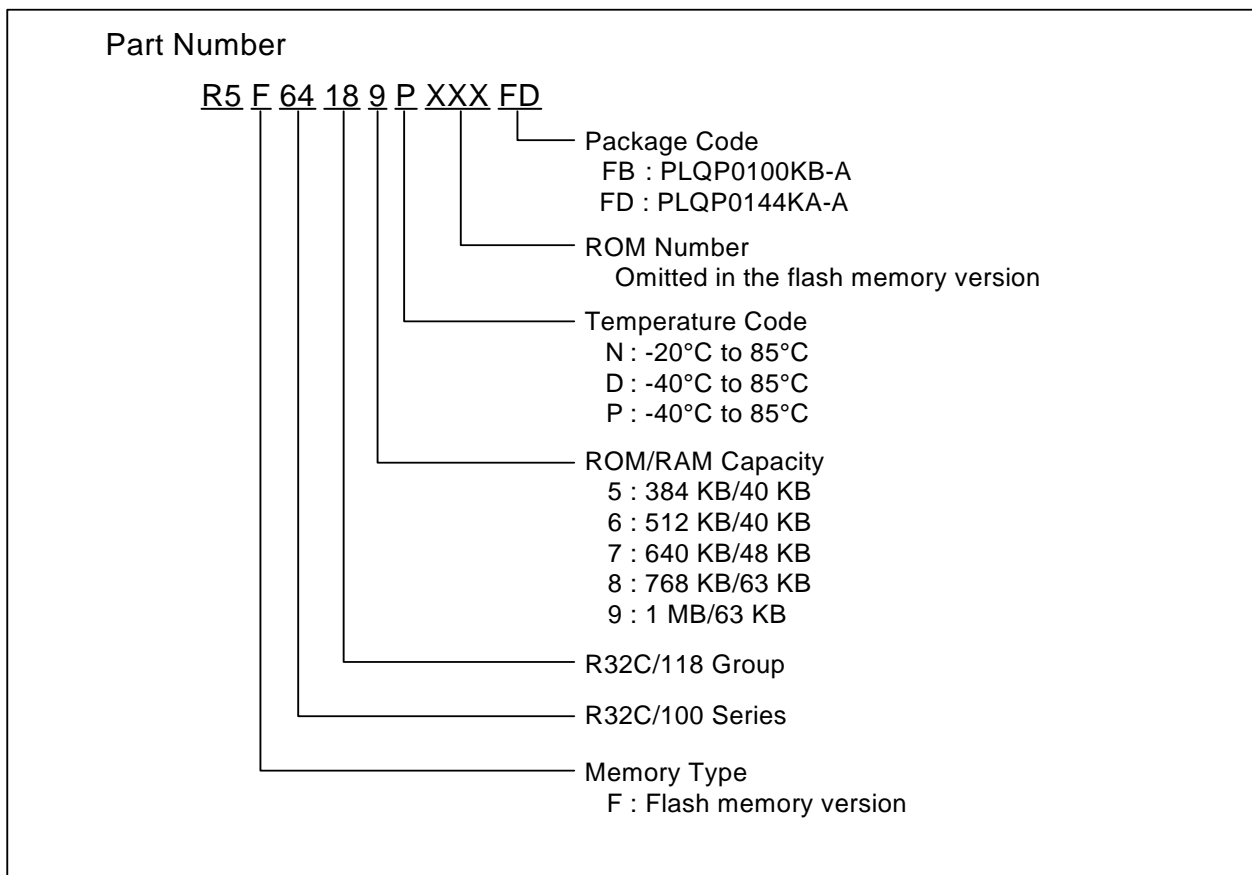 Part Number
R5 F 64 18 9 P XXX FD
Package Code
FB : PLQP0100KB-A
FD : PLQP0144KA-A
ROM Number
Omitted in the flash memory version
Temperature Code
N : -20°C to 85°C
D : -40°C to 85°C
P : -40°C to 85°C
ROM/RAM Capacity
5 : 384 KB/40 KB
6 : 512 KB/40 KB
7 : 640 KB/48 KB
8 : 768 KB/63 KB
9 : 1 MB/63 KB
R32C/118 Group
R32C/100 Series
Memory Type
F : Flash memory version